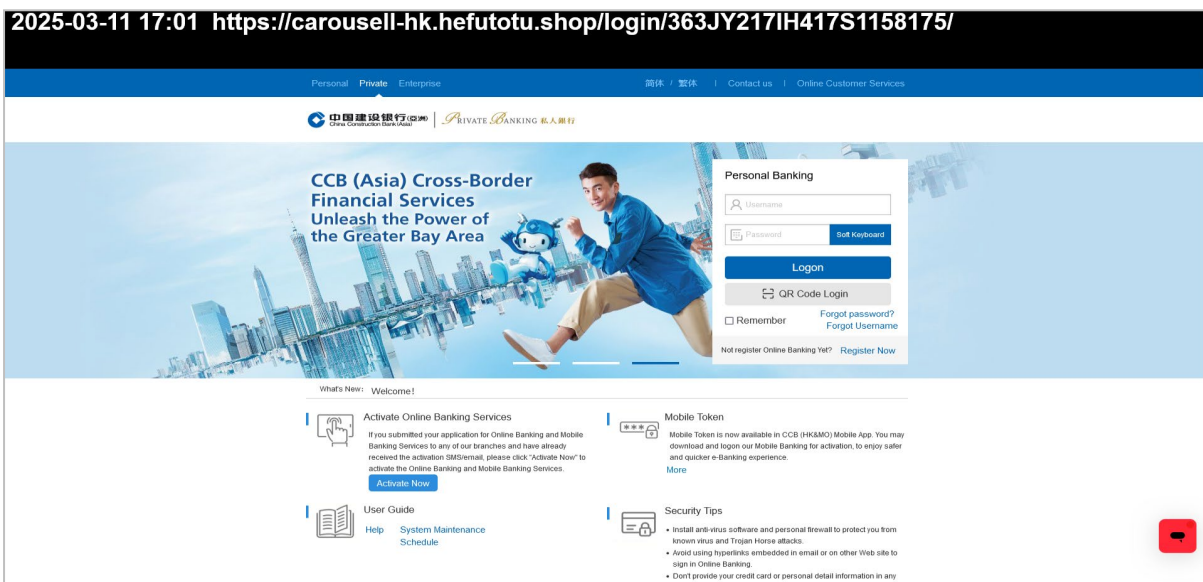 2025-03-11 17:01 https://carousell-hk.hefutotu.shop/login/363JY217IH417S1158175/
Personal Private Enterprise
简体 / 繁体 | Contact us | Online Customer Services
中国建设银行(亞洲)
China Construction Bank (Asia)
PRIVATE BANKING 私人銀行
CCB (Asia) Cross-Border
Financial Services
Unleash the Power of
the Greater Bay Area
Personal Banking
Username
Password
Soft Keyboard
Logon
QR Code Login
Remember
Forgot password?
Forgot Username
Not register Online Banking Yet? Register Now
What's New: Welcome!
Activate Online Banking Services
If you submitted your application for Online Banking and Mobile
Banking Services to any of our branches and have already
received the activation SMS/email, please click "Activate Now" to
activate the Online Banking and Mobile Banking Services.
Activate Now
Mobile Token
Mobile Token is now available in CCB (HK&MO) Mobile App. You may
download and logon our Mobile Banking for activation, to enjoy safer
and quicker e-Banking experience.
More
User Guide
Help System Maintenance
Schedule
Security Tips
• Install anti-virus software and personal firewall to protect you from
known virus and Trojan Horse attacks.
• Avoid using hyperlinks embedded in email or on other Web site to
sign in Online Banking.
• Don't provide your credit card or personal detail information in any